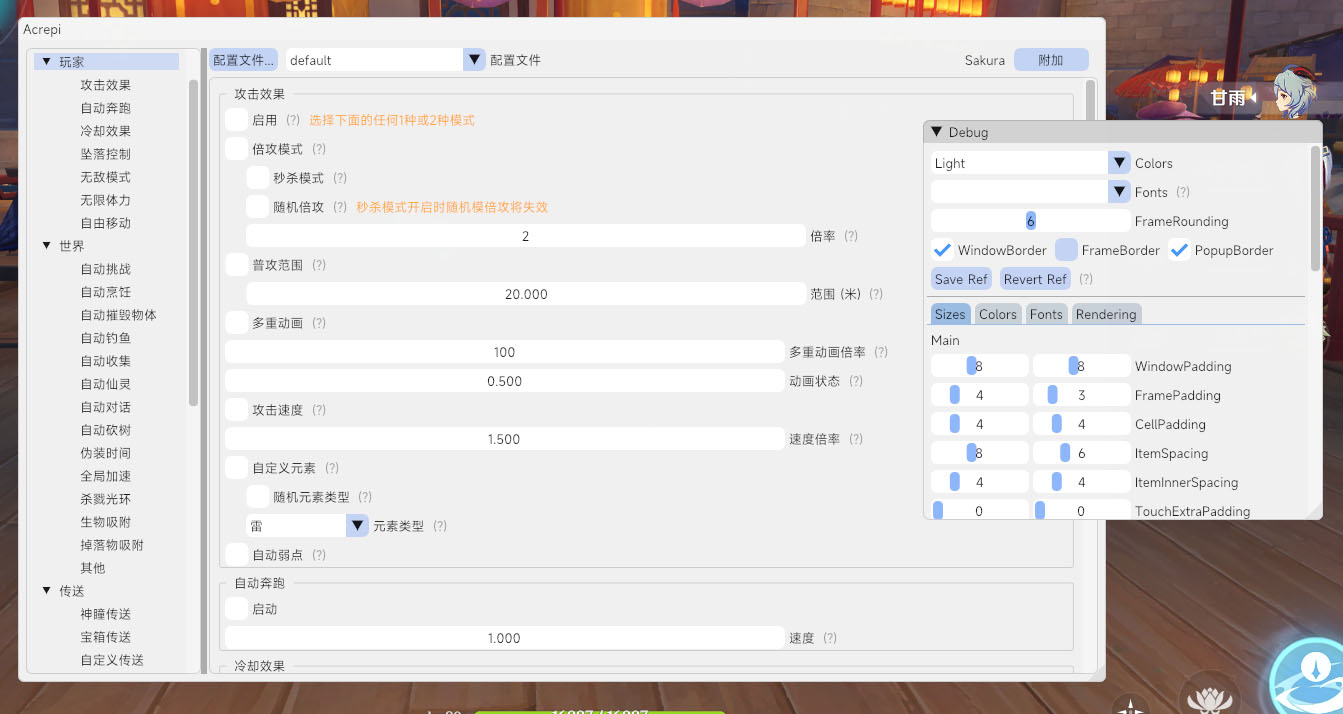 Acrepi
玩家
攻击效果
自动奔跑
冷却效果
坠落控制
无敌模式
无限体力
自由移动
世界
自动挑战
自动烹饪
自动摧毁物体
自动钓鱼
自动收集
自动仙灵
自动对话
自动砍树
伪装时间
全局加速
杀戮光环
生物吸附
掉落物吸附
其他
传送
神瞳传送
宝箱传送
自定义传送
配置文件... default 配置文件 Sakura 附加
攻击效果
启用 (?) 选择下面的任何1种或2种模式
倍攻模式 (?)
秒杀模式 (?)
随机倍攻 (?) 秒杀模式开启时随机模倍攻将失效
2 倍率 (?)
普攻范围 (?)
20.000 范围 (米) (?)
多重动画 (?)
100 多重动画倍率 (?)
0.500 动画状态 (?)
攻击速度 (?)
1.500 速度倍率 (?)
自定义元素 (?)
随机元素类型 (?)
雷 元素类型 (?)
自动弱点 (?)
自动奔跑
启动
1.000 速度 (?)
冷却效果
甘雨
Debug
Light Colors
Fonts (?)
6 FrameRounding
WindowBorder FrameBorder PopupBorder
Save Ref Revert Ref (?)
Sizes Colors Fonts Rendering
Main
8 8 WindowPadding
4 3 FramePadding
4 4 CellPadding
8 6 ItemSpacing
4 4 ItemInnerSpacing
0 0 TouchExtraPadding